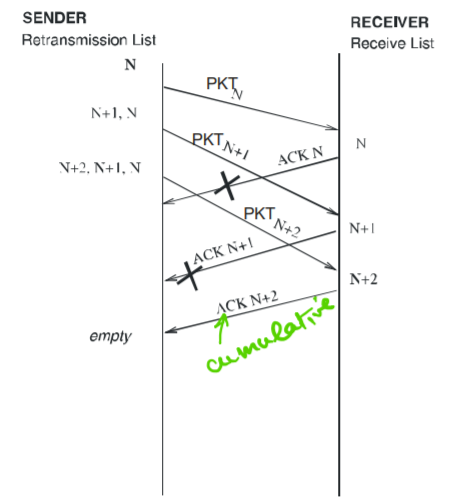 SENDER
Retransmission List
RECEIVER
Receive List
N
PKT N
N+1, N
PKT N+1
ACK N
N
N+2, N+1, N
PKT N+2
N+1
ACK N+1
N+2
ACK N+2
empty
cumulative